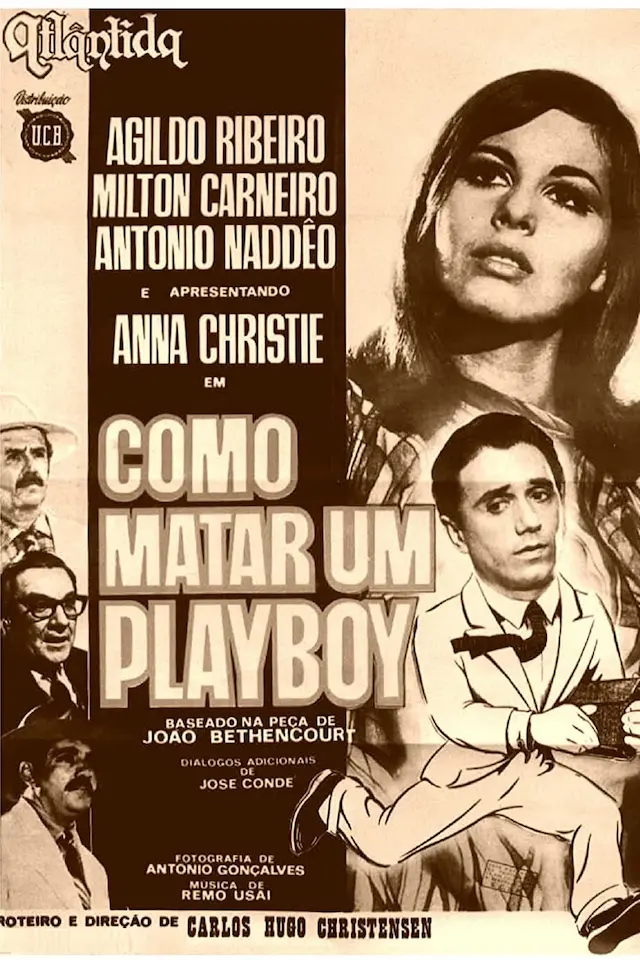 Atlântida
Distribuição
UCB
AGILDO RIBEIRO
MILTON CARNEIRO
ANTONIO NADDÊO
E APRESENTANDO
ANNA CHRISTIE
EM
COMO
MATAR UM
PLAYBOY
BASEADO NA PEÇA DE
JOÃO BETHENCOURT
DIALOGOS ADICIONAIS
DE
JOSE CONDE
FOTOGRAFIA DE
ANTONIO GONÇALVES
MUSICA DE
REMO USAI
ROTEIRO E DIREÇÃO DE CARLOS HUGO CHRISTENSEN